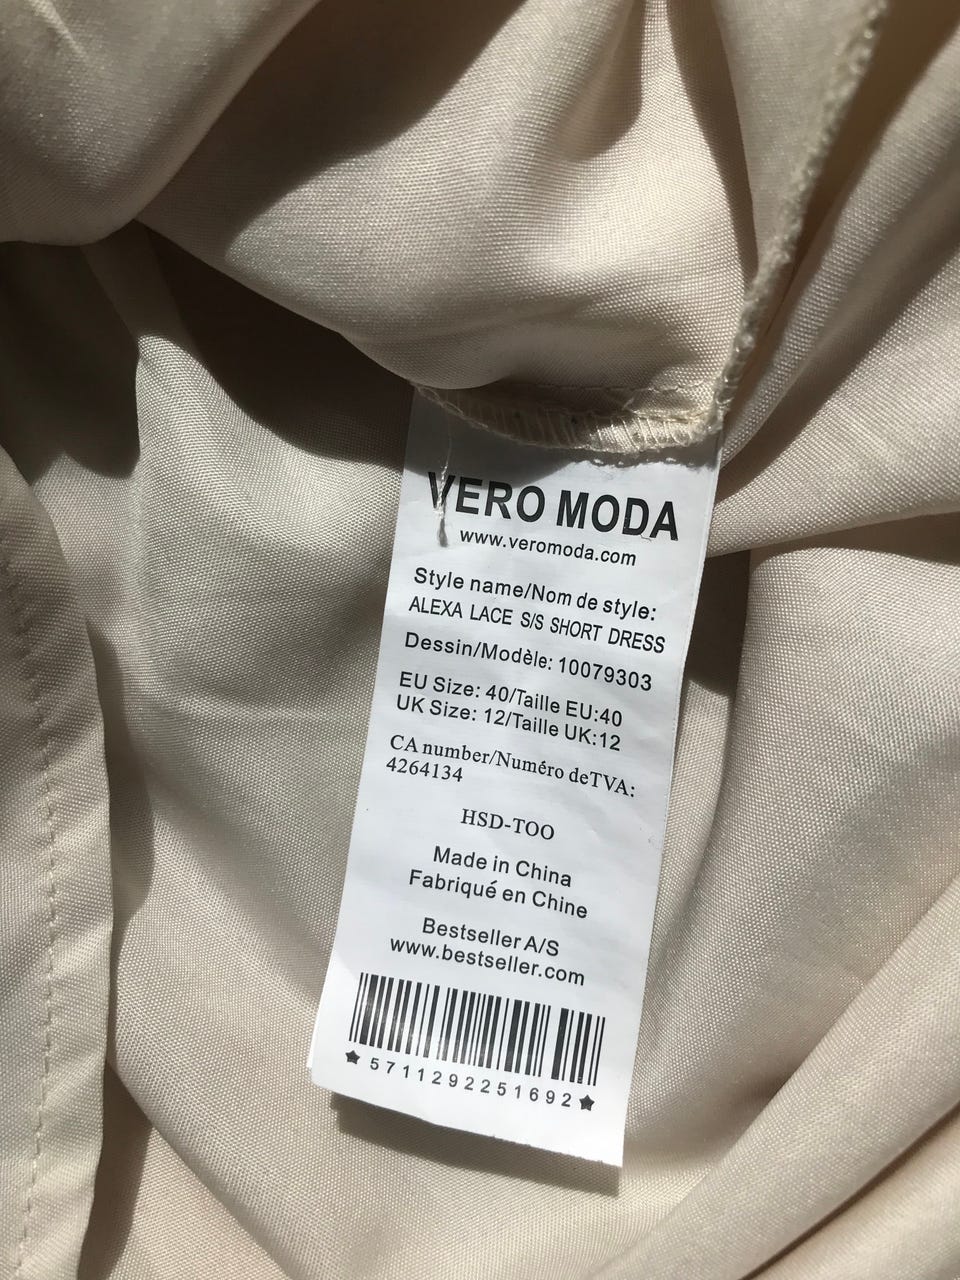 VERO MODA
www.veromoda.com
Style name/Nom de style:
ALEXA LACE S/S SHORT DRESS
Dessin/Modèle: 10079303
EU Size: 40/Taille EU:40
UK Size: 12/Taille UK:12
CA number/Numéro deTVA:
4264134
HSD-TOO
Made in China
Fabriqué en Chine
Bestseller A/S
www.bestseller.com
★ 5711292251692 ★